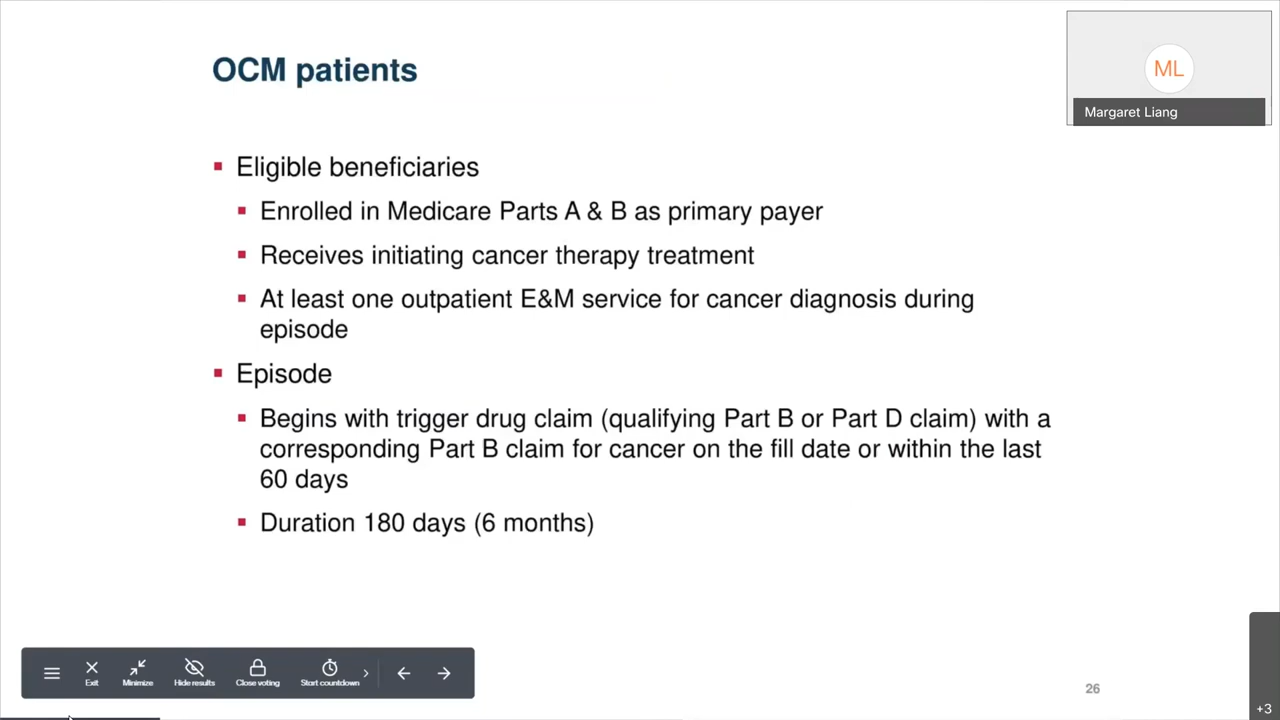 OCM patients
ML
Margaret Liang
Eligible beneficiaries
Enrolled in Medicare Parts A & B as primary payer
Receives initiating cancer therapy treatment
At least one outpatient E&M service for cancer diagnosis during
episode
Episode
Begins with trigger drug claim (qualifying Part B or Part D claim) with a
corresponding Part B claim for cancer on the fill date or within the last
60 days
Duration 180 days (6 months)
Exit
Minimize
Hide results
Close voting
Start countdown
26
+3